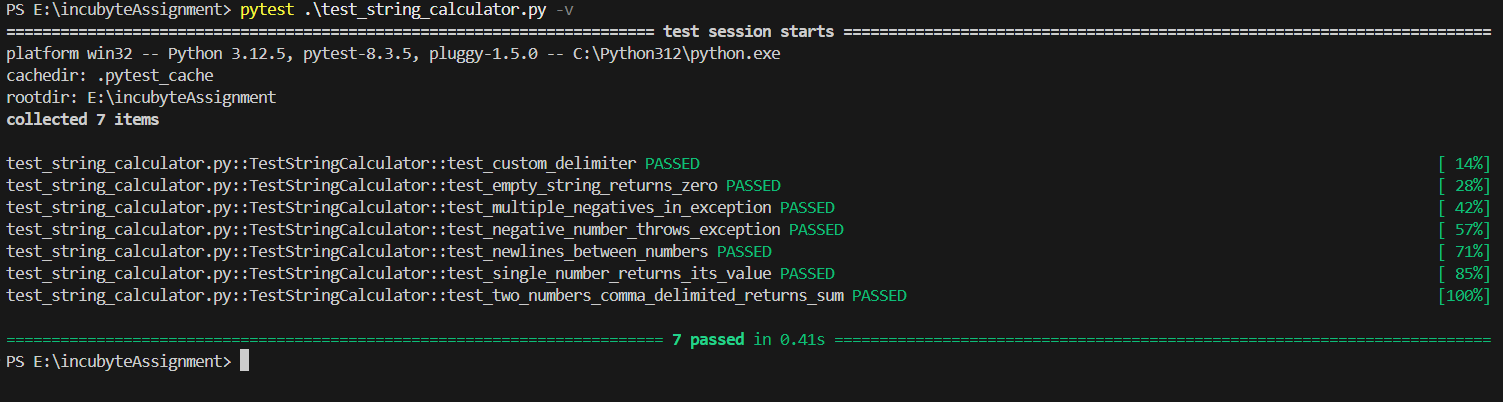 PS E:\incubyteAssignment> pytest .\test_string_calculator.py -v
========================================================================= test session starts =========================================================================
platform win32 -- Python 3.12.5, pytest-8.3.5, pluggy-1.5.0 -- C:\Python312\python.exe
cachedir: .pytest_cache
rootdir: E:\incubyteAssignment
collected 7 items
test_string_calculator.py::TestStringCalculator::test_custom_delimiter PASSED [ 14%]
test_string_calculator.py::TestStringCalculator::test_empty_string_returns_zero PASSED [ 28%]
test_string_calculator.py::TestStringCalculator::test_multiple_negatives_in_exception PASSED [ 42%]
test_string_calculator.py::TestStringCalculator::test_negative_number_throws_exception PASSED [ 57%]
test_string_calculator.py::TestStringCalculator::test_newlines_between_numbers PASSED [ 71%]
test_string_calculator.py::TestStringCalculator::test_single_number_returns_its_value PASSED [ 85%]
test_string_calculator.py::TestStringCalculator::test_two_numbers_comma_delimited_returns_sum PASSED [100%]
========================================================================== 7 passed in 0.41s ==========================================================================
PS E:\incubyteAssignment>